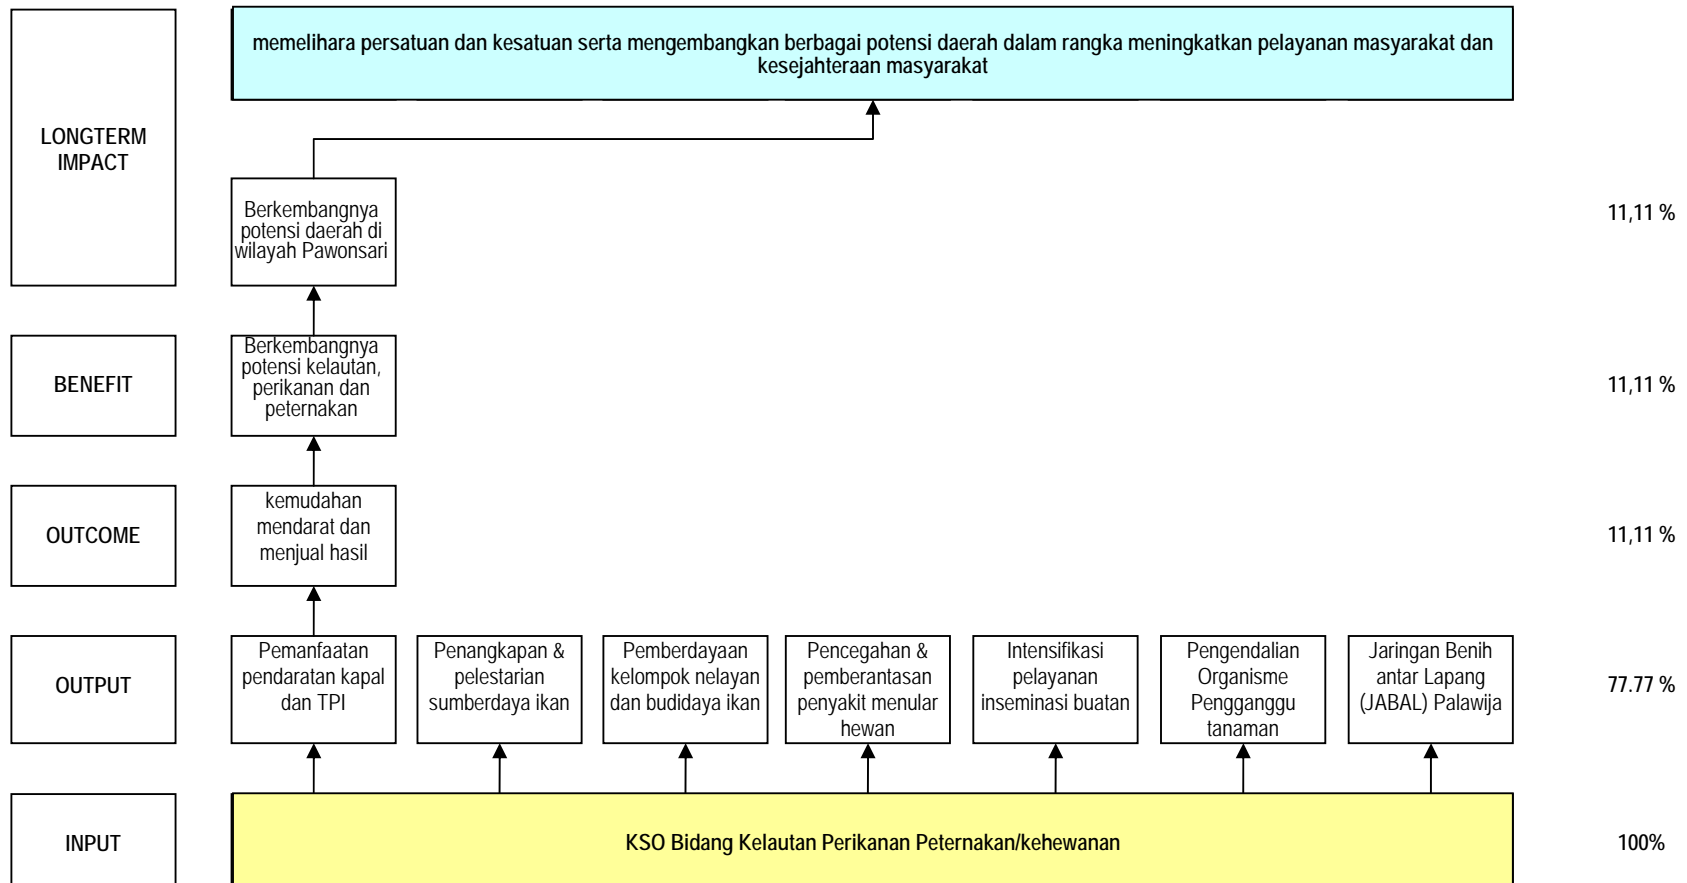 memelihara persatuan dan kesatuan serta mengembangkan berbagai potensi daerah dalam rangka meningkatkan pelayanan masyarakat dan
kesejahteraan masyarakat
LONGTERM
IMPACT
Berkembangnya
potensi daerah di
wilayah Pawonsari
11,11 %
BENEFIT
Berkembangnya
potensi kelautan,
perikanan dan
peternakan
11,11 %
OUTCOME
kemudahan
mendarat dan
menjual hasil
11,11 %
OUTPUT
Pemanfaatan
pendaratan kapal
dan TPI
Penangkapan &
pelestarian
sumberdaya ikan
Pemberdayaan
kelompok nelayan
dan budidaya ikan
Pencegahan &
pemberantasan
penyakit menular
hewan
Intensifikasi
pelayanan
inseminasi buatan
Pengendalian
Organisme
Pengganggu
tanaman
Jaringan Benih
antar Lapang
(JABAL) Palawija
77.77 %
INPUT
KSO Bidang Kelautan Perikanan Peternakan/kehewanan
100%